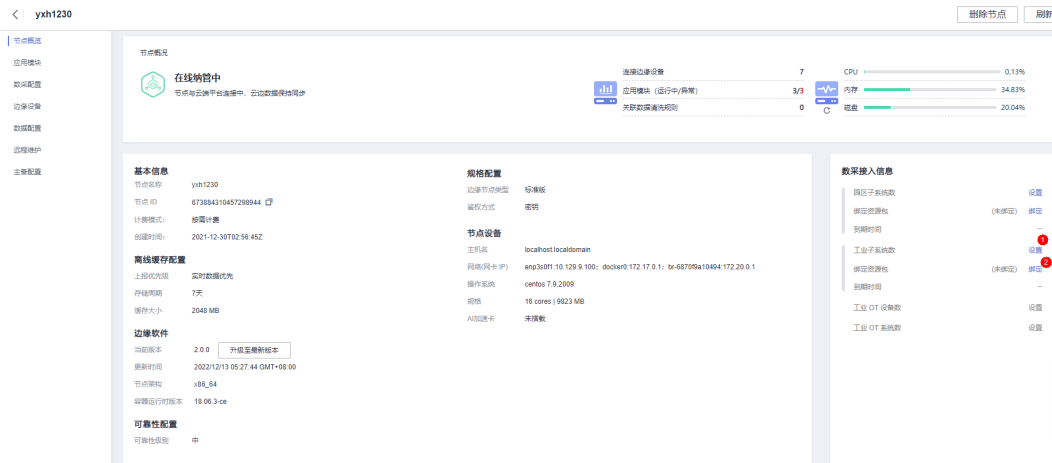 yxh1230
删除节点
刷新
节点概览
应用模块
数采配置
边缘设备
数据配置
远程维护
主备配置
节点概况
在线纳管中
节点与云端平台连接中、云边数据保持同步
连接边缘设备 7
应用模块（运行中/异常） 3/3
关联数据清洗规则 0
CPU 0.13%
内存 34.83%
磁盘 20.04%
基本信息
节点名称 yxh1230
节点 ID 673884310457298944
计费模式: 按需计费
创建时间: 2021-12-30T02:56:45Z
离线缓存配置
上报优先级 实时数据优先
存储周期 7天
缓存大小 2048 MB
边缘软件
当前版本 2.0.0 升级至最新版本
更新时间 2022/12/13 05:27:44 GMT+08:00
节点架构 x86_64
容器运行时版本 18.06.3-ce
可靠性配置
可靠性级别 中
规格配置
边缘节点类型 标准版
鉴权方式 密钥
节点设备
主机名 localhost.localdomain
网络(网卡:IP) enp3s0f1:10.129.9.100; docker0:172.17.0.1; br-6870f9a10494:172.20.0.1
操作系统 centos 7.9.2009
规格 16 cores | 9823 MB
AI加速卡 未搭载
数采接入信息
园区子系统数 设置
绑定资源包 (未绑定) 绑定
到期时间 --
1
工业子系统数 设置
2
绑定资源包 (未绑定) 绑定
到期时间 --
工业 OT 设备数 设置
工业 OT 系统数 设置